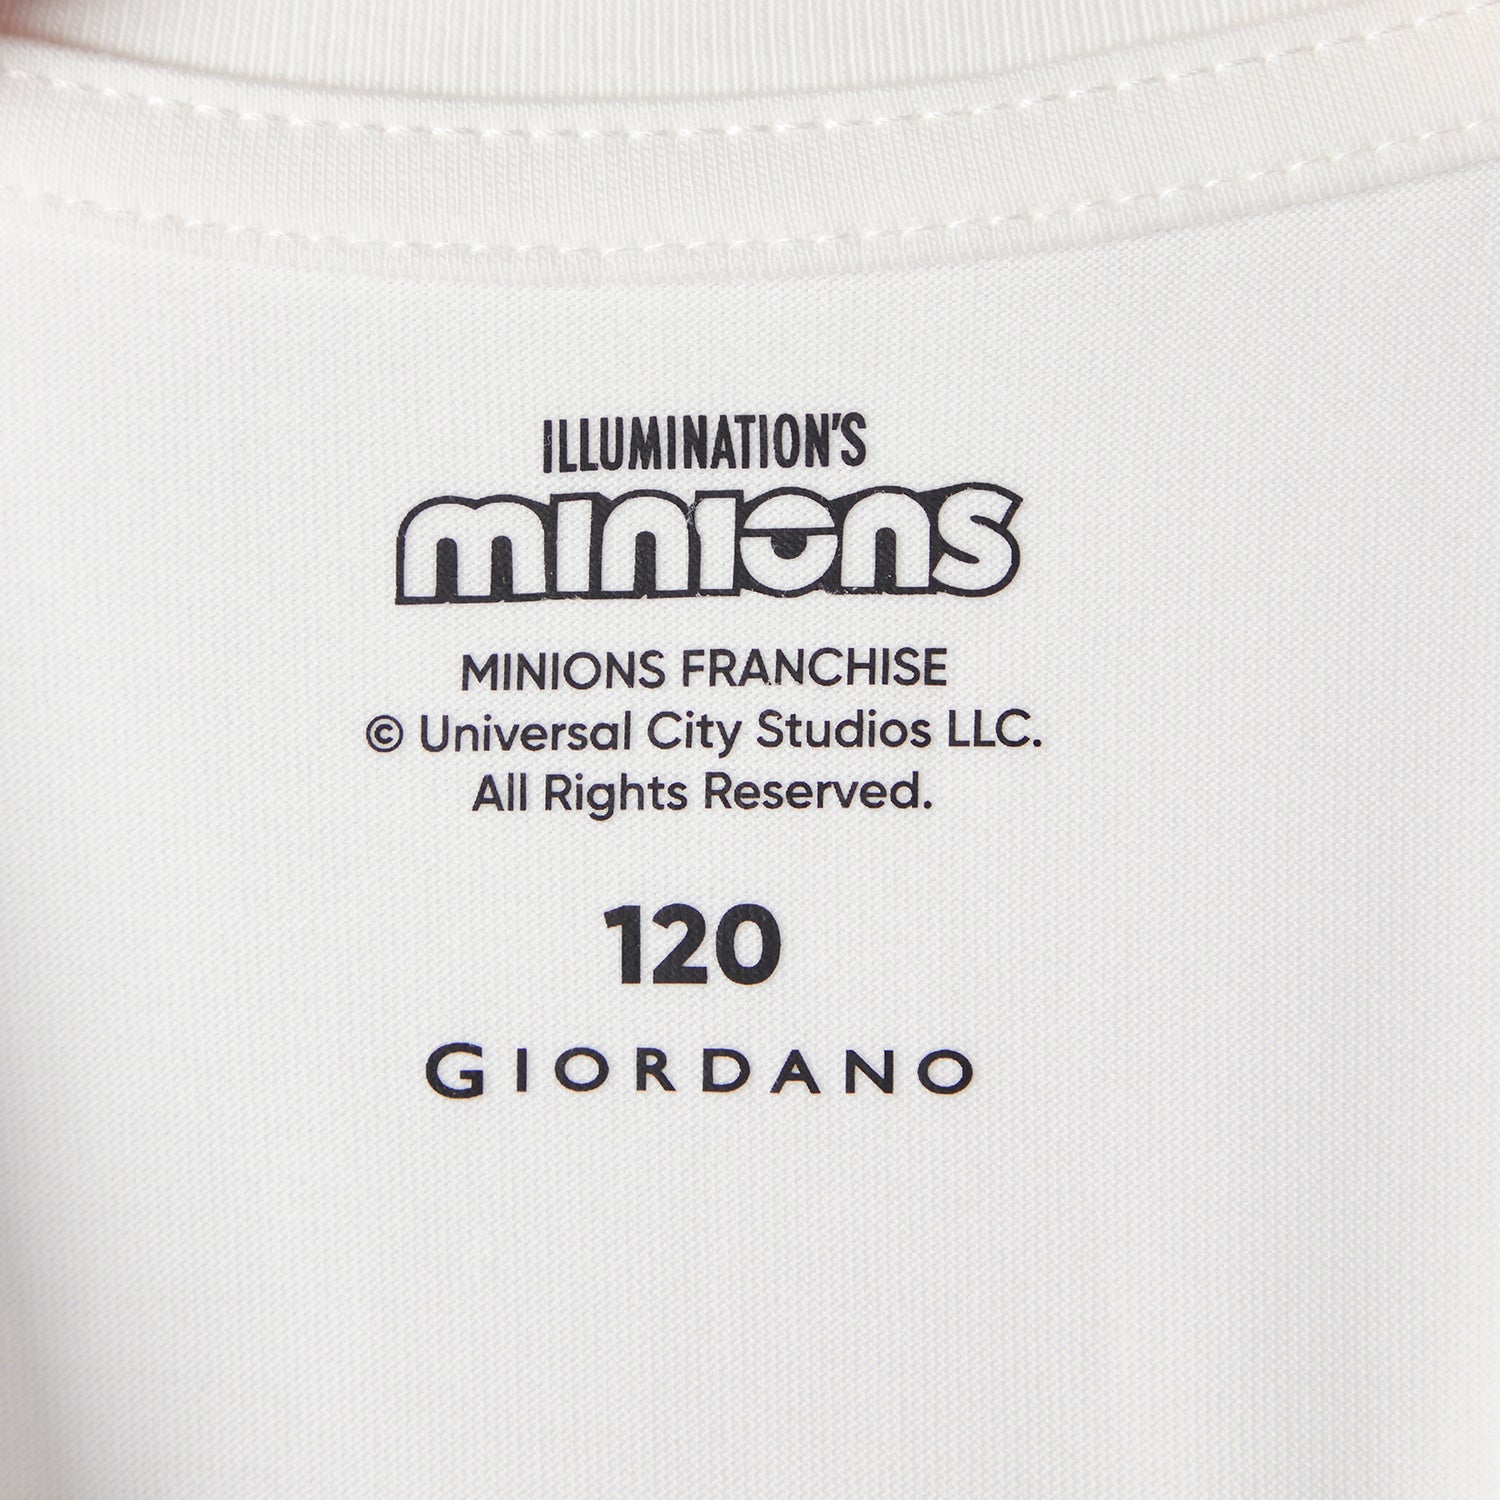 ILLUMINATION'S
minions
MINIONS FRANCHISE
© Universal City Studios LLC.
All Rights Reserved.
120
GIORDANO